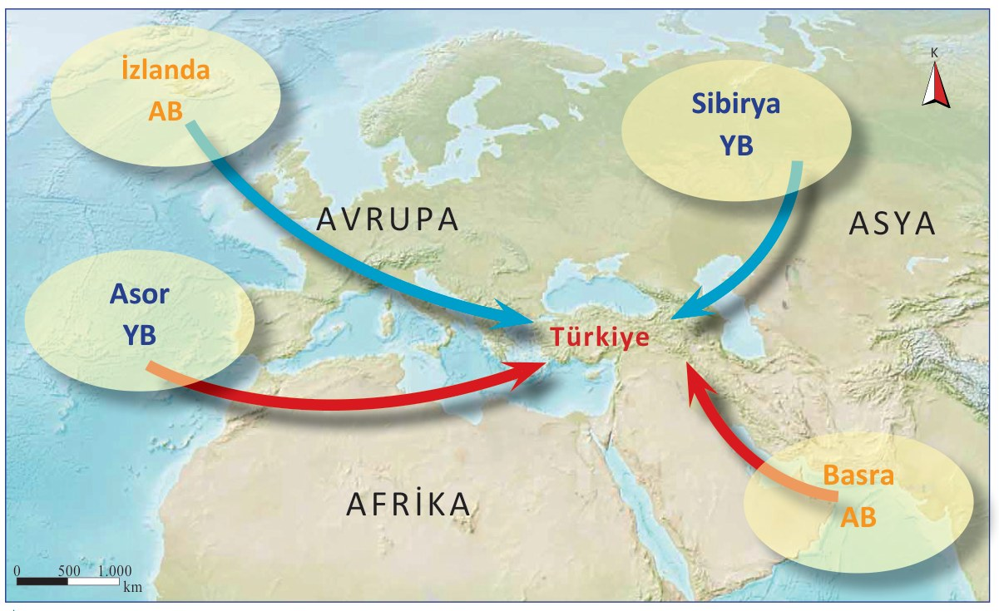 İzlanda
AB
Sibirya
YB
K
AVRUPA
ASYA
Asor
YB
Türkiye
AFRİKA
Basra
AB
0 500 1.000
km